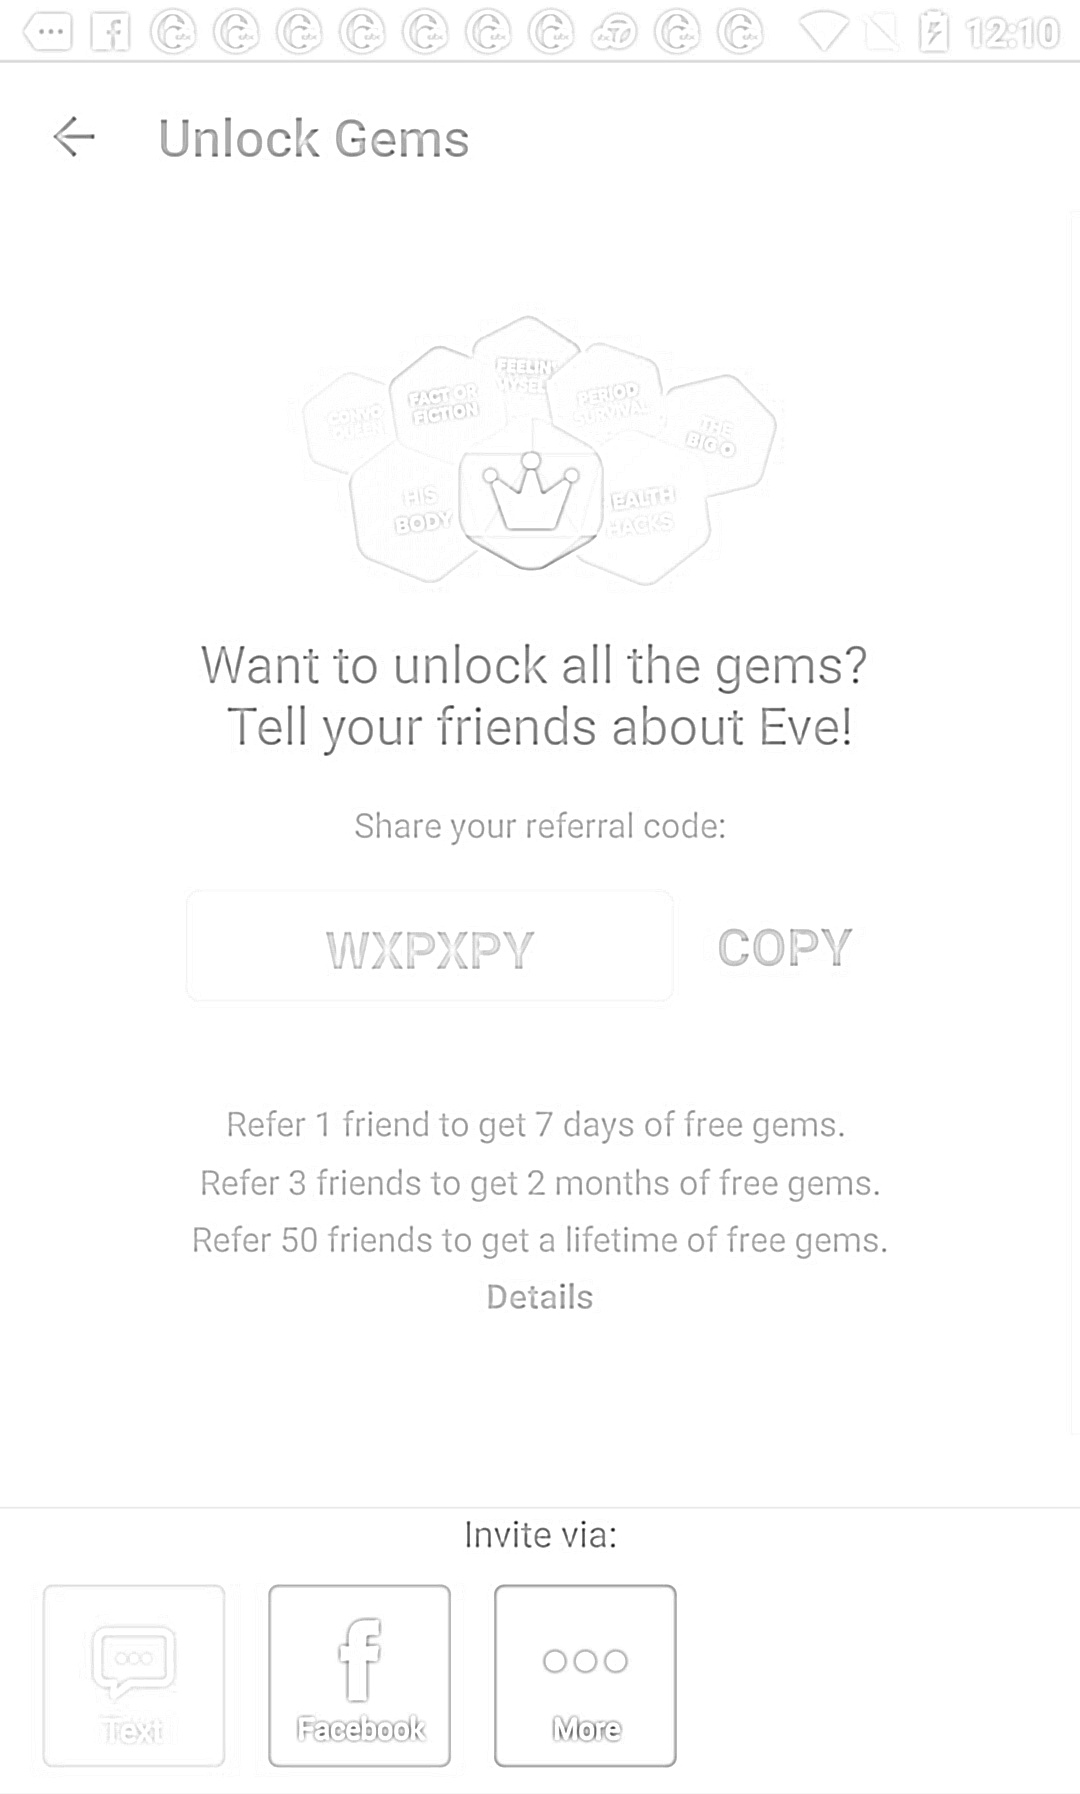 12:10
Unlock Gems
FEELIN'
MYSELF
FACT OR
FICTION
PERIOD
SURVIVAL
CONVO
QUEEN
THE
BIG O
HIS
BODY
EALTH
HACKS
Want to unlock all the gems?
Tell your friends about Eve!
Share your referral code:
WXPXPY COPY
Refer 1 friend to get 7 days of free gems.
Refer 3 friends to get 2 months of free gems.
Refer 50 friends to get a lifetime of free gems.
Details
Invite via:
Text Facebook More